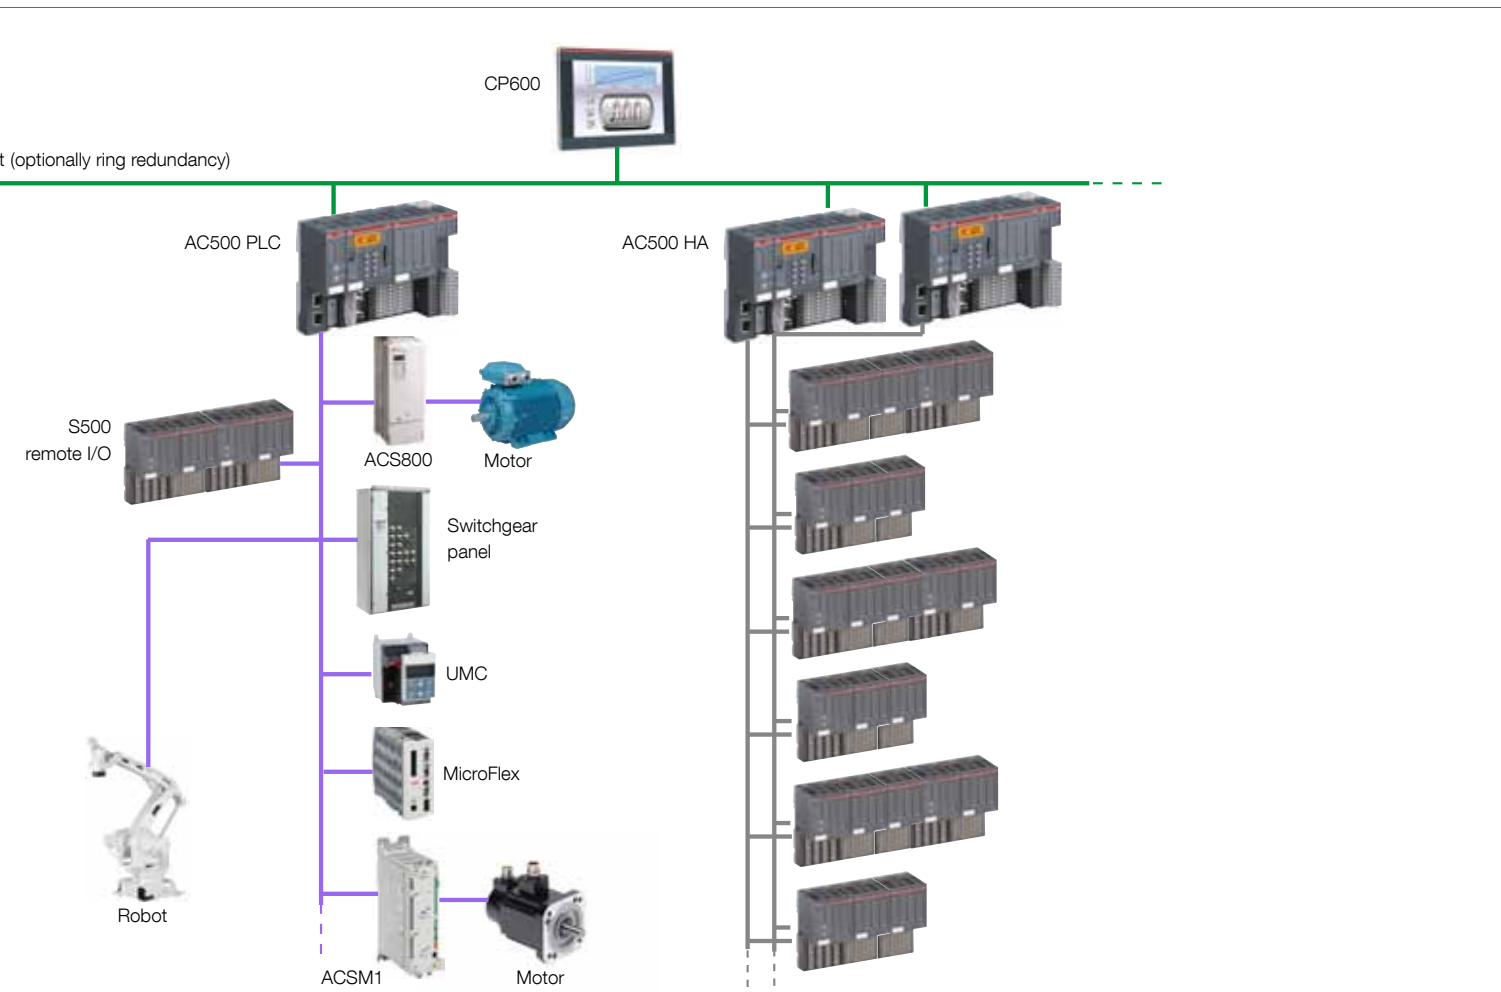 CP600
t (optionally ring redundancy)
AC500 PLC
AC500 HA
S500
remote I/O
ACS800
Motor
Switchgear
panel
UMC
MicroFlex
Robot
ACSM1
Motor